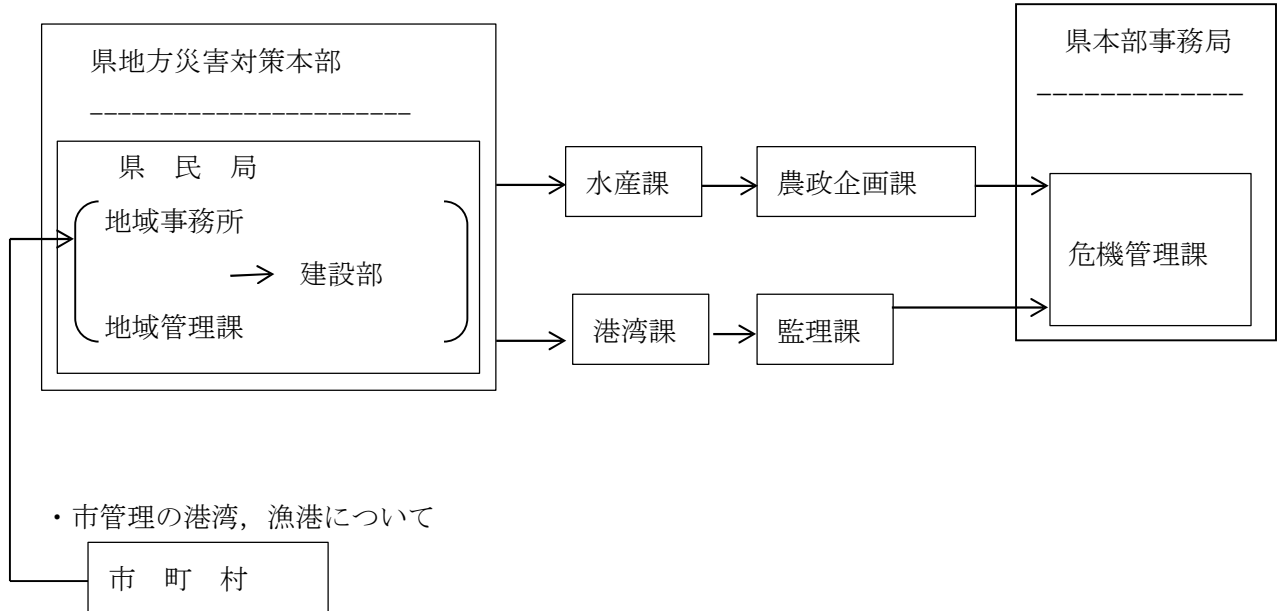 県地方災害対策本部
県 民 局
地域事務所
建設部
地域管理課
水産課
農政企画課
港湾課
監理課
県本部事務局
危機管理課
・市管理の港湾，漁港について
市 町 村